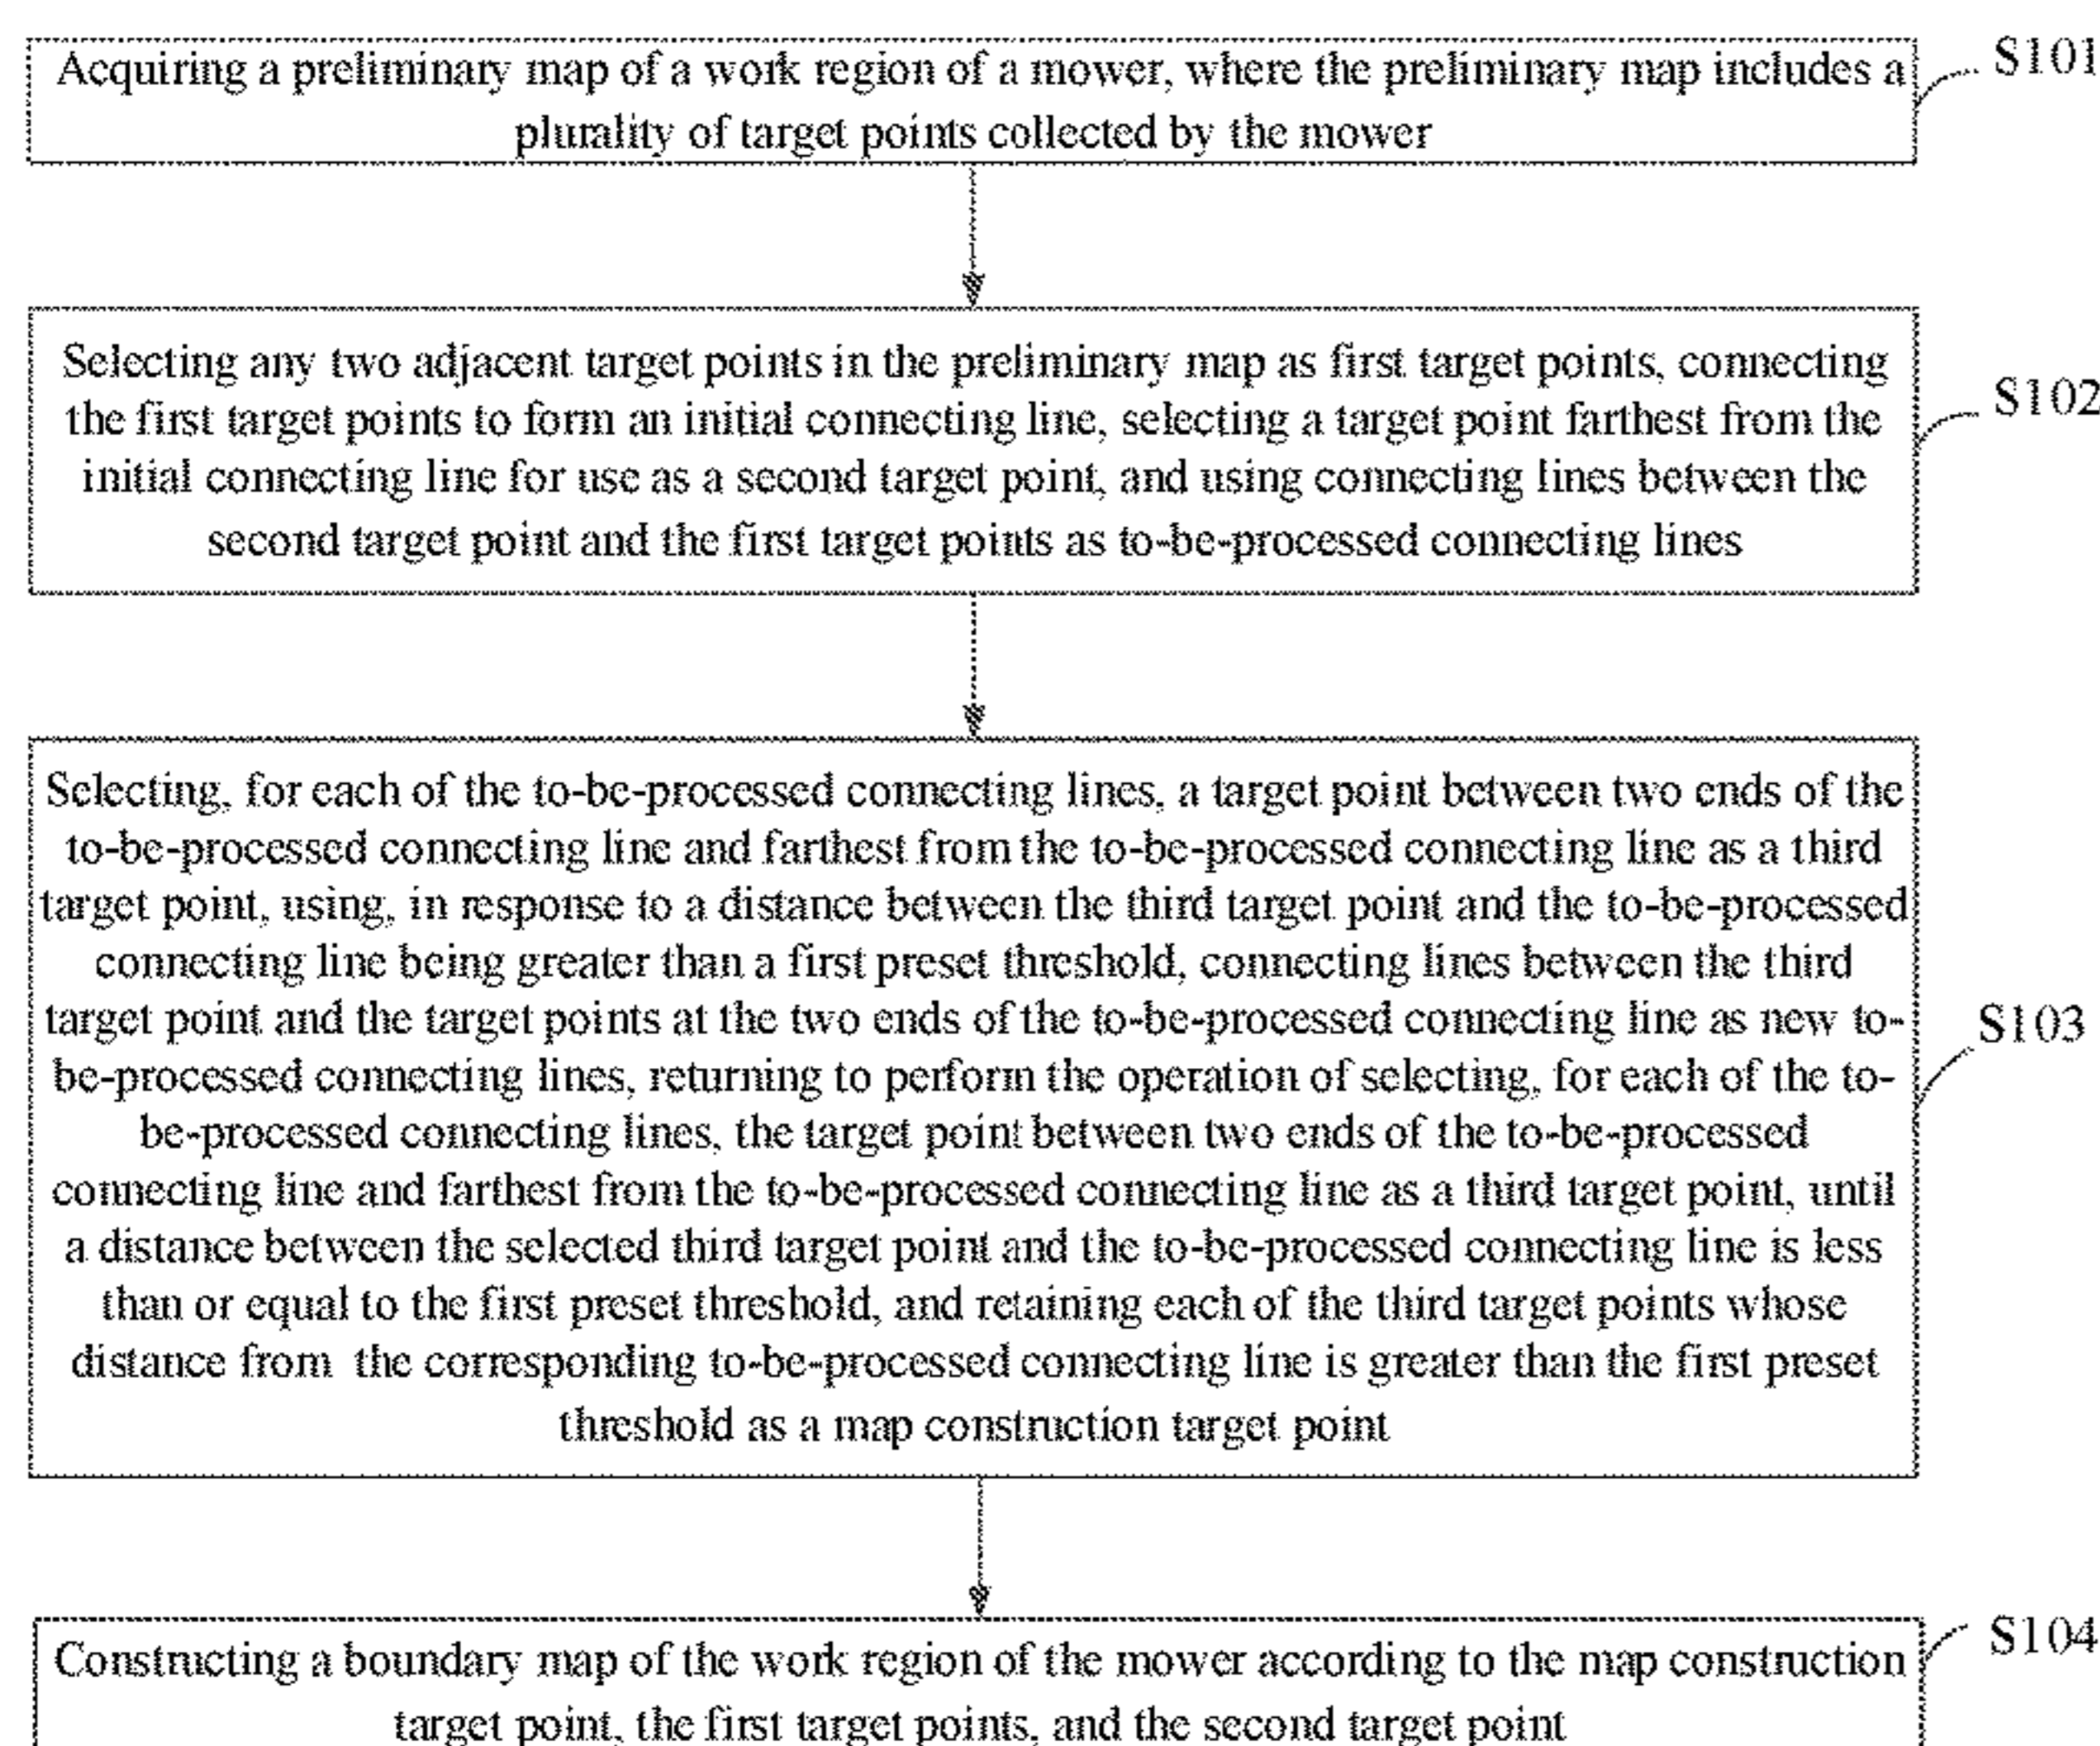 Acquiring a preliminary map of a work region of a mower, where the preliminary map includes a
plurality of target points collected by the mower
S101
Selecting any two adjacent target points in the preliminary map as first target points, connecting
the first target points to form an initial connecting line, selecting a target point farthest from the
initial connecting line for use as a second target point, and using connecting lines between the
second target point and the first target points as to-be-processed connecting lines
S102
Selecting, for each of the to-be-processed connecting lines, a target point between two ends of the
to-be-processed connecting line and farthest from the to-be-processed connecting line as a third
target point, using, in response to a distance between the third target point and the to-be-processed
connecting line being greater than a first preset threshold, connecting lines between the third
target point and the target points at the two ends of the to-be-processed connecting line as new to-
be-processed connecting lines, returning to perform the operation of selecting, for each of the to-
be-processed connecting lines, the target point between two ends of the to-be-processed
connecting line and farthest from the to-be-processed connecting line as a third target point, until
a distance between the selected third target point and the to-be-processed connecting line is less
than or equal to the first preset threshold, and retaining each of the third target points whose
distance from the corresponding to-be-processed connecting line is greater than the first preset
threshold as a map construction target point
S103
Constructing a boundary map of the work region of the mower according to the map construction
target point, the first target points, and the second target point
S104